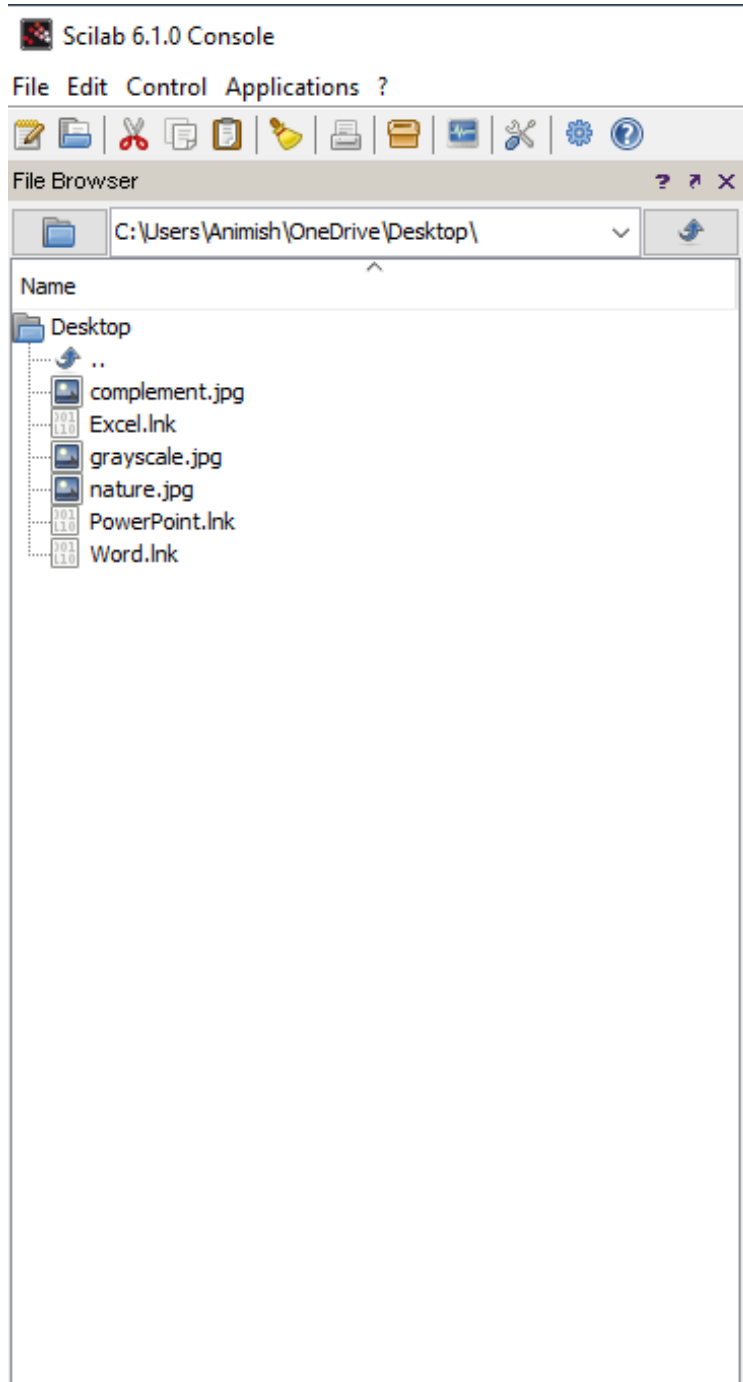 Scilab 6.1.0 Console
File Edit Control Applications ?
File Browser
C:\Users\Animish\OneDrive\Desktop\
Name
Desktop
..
complement.jpg
Excel.lnk
grayscale.jpg
nature.jpg
PowerPoint.lnk
Word.lnk